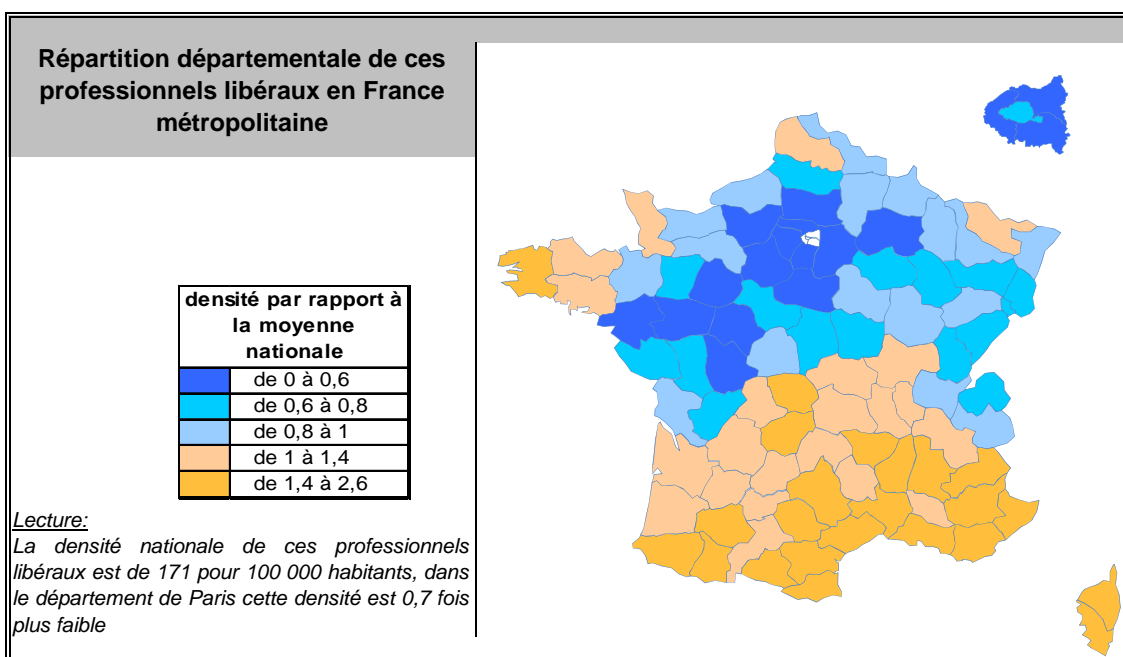 Répartition départementale de ces
professionnels libéraux en France
métropolitaine
densité par rapport à
la moyenne
nationale
de 0 à 0,6
de 0,6 à 0,8
de 0,8 à 1
de 1 à 1,4
de 1,4 à 2,6
Lecture:
La densité nationale de ces professionnels
libéraux est de 171 pour 100 000 habitants, dans
le département de Paris cette densité est 0,7 fois
plus faible